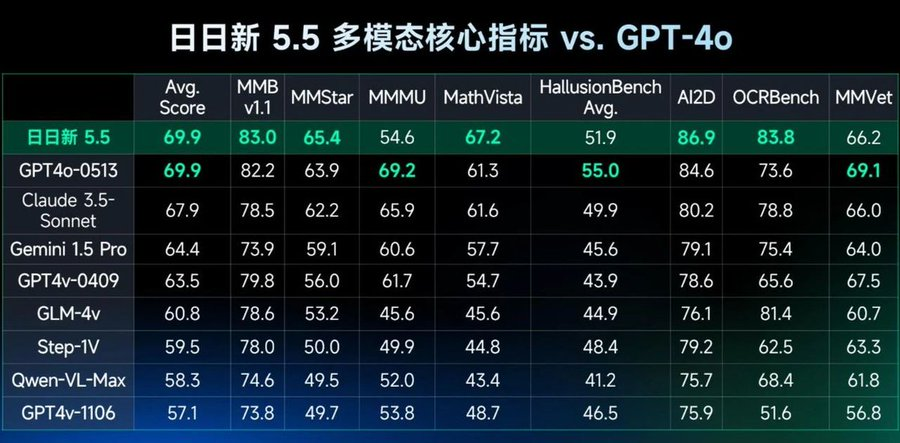 日日新 5.5 多模态核心指标 vs. GPT-4o
Avg. Score MMB v1.1 MMStar MMMU MathVista HallusionBench Avg. AI2D OCRBench MMVet
日日新 5.5 69.9 83.0 65.4 54.6 67.2 51.9 86.9 83.8 66.2
GPT4o-0513 69.9 82.2 63.9 69.2 61.3 55.0 84.6 73.6 69.1
Claude 3.5-Sonnet 67.9 78.5 62.2 65.9 61.6 49.9 80.2 78.8 66.0
Gemini 1.5 Pro 64.4 73.9 59.1 60.6 57.7 45.6 79.1 75.4 64.0
GPT4v-0409 63.5 79.8 56.0 61.7 54.7 43.9 78.6 65.6 67.5
GLM-4v 60.8 78.6 53.2 45.6 45.6 44.9 76.1 81.4 60.7
Step-1V 59.5 78.0 50.0 49.9 44.8 48.4 79.2 62.5 63.3
Qwen-VL-Max 58.3 74.6 49.5 52.0 43.4 41.2 75.7 68.4 61.8
GPT4v-1106 57.1 73.8 49.7 53.8 48.7 46.5 75.9 51.6 56.8